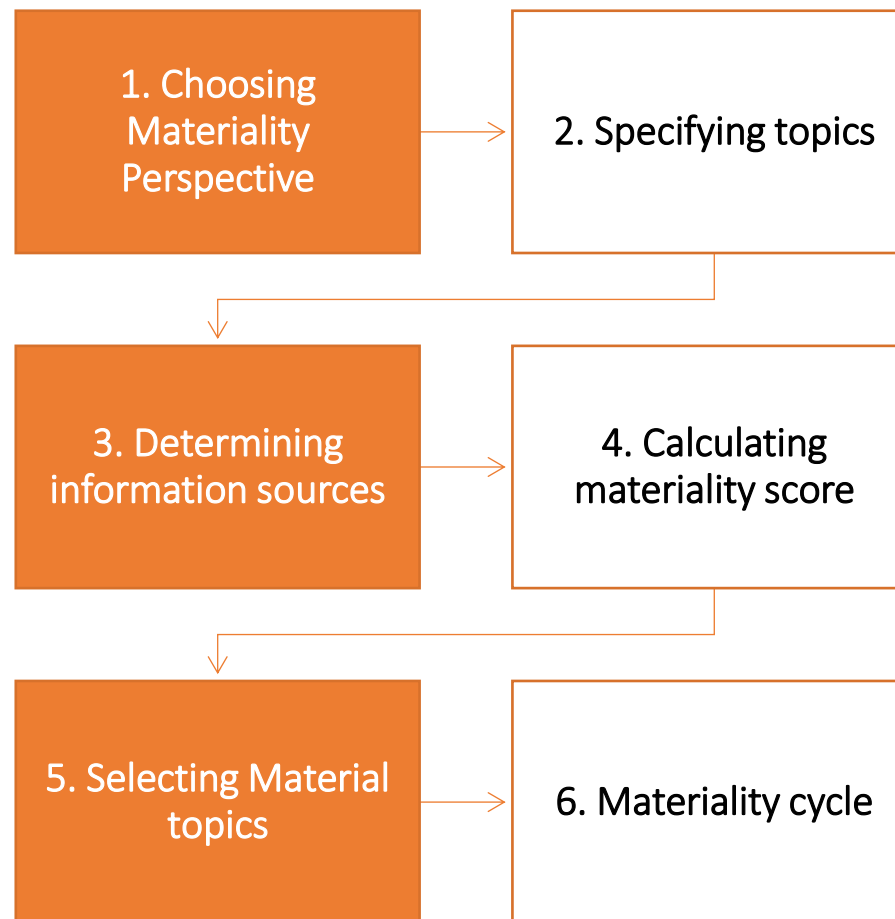 1. Choosing
Materiality
Perspective
2. Specifying topics
3. Determining
information sources
4. Calculating
materiality score
5. Selecting Material
topics
6. Materiality cycle